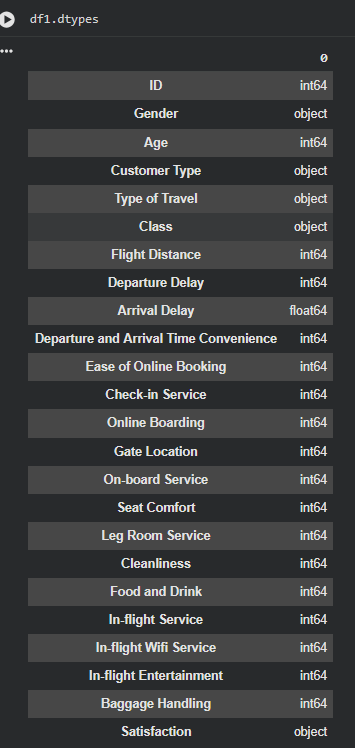 df1.dtypes
0
ID int64
Gender object
Age int64
Customer Type object
Type of Travel object
Class object
Flight Distance int64
Departure Delay int64
Arrival Delay float64
Departure and Arrival Time Convenience int64
Ease of Online Booking int64
Check-in Service int64
Online Boarding int64
Gate Location int64
On-board Service int64
Seat Comfort int64
Leg Room Service int64
Cleanliness int64
Food and Drink int64
In-flight Service int64
In-flight Wifi Service int64
In-flight Entertainment int64
Baggage Handling int64
Satisfaction object